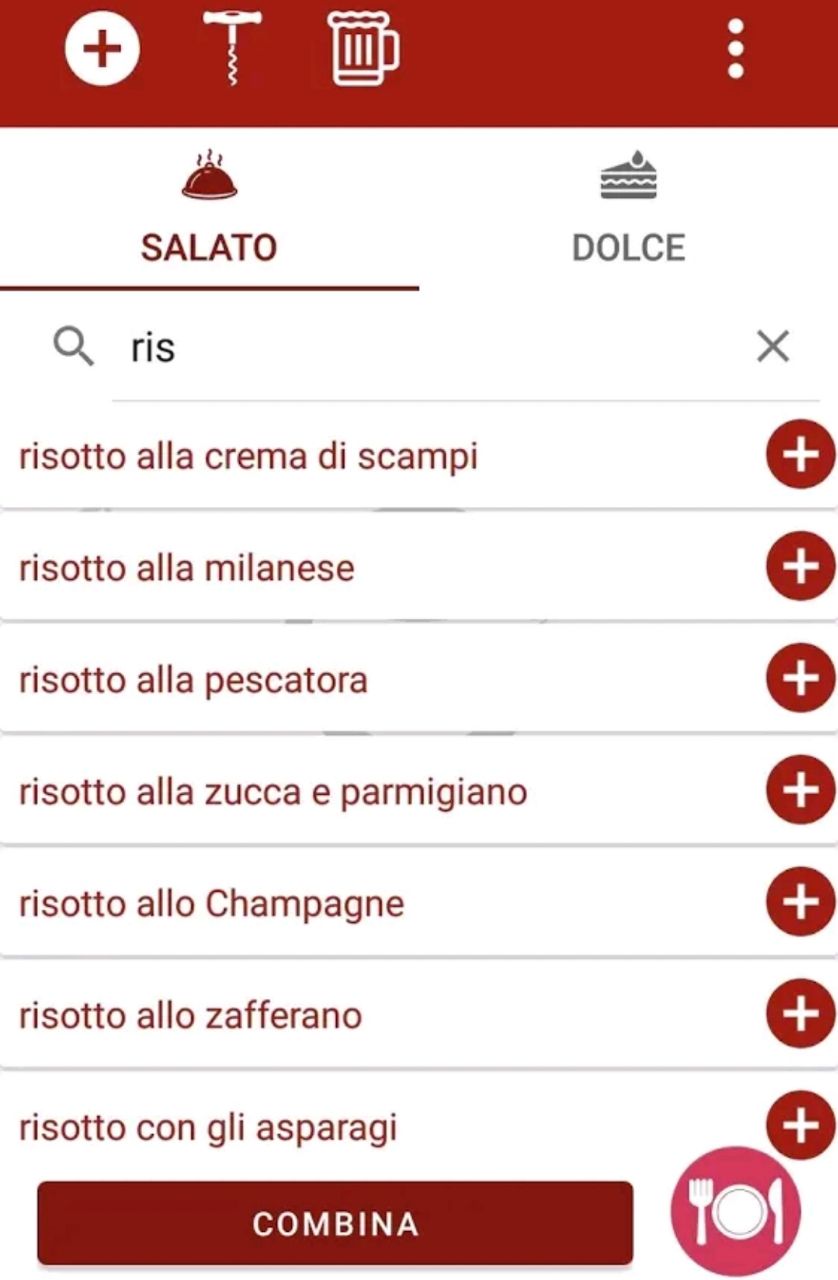 SALATO
DOLCE
ris
risotto alla crema di scampi
risotto alla milanese
risotto alla pescatora
risotto alla zucca e parmigiano
risotto allo Champagne
risotto allo zafferano
risotto con gli asparagi
COMBINA